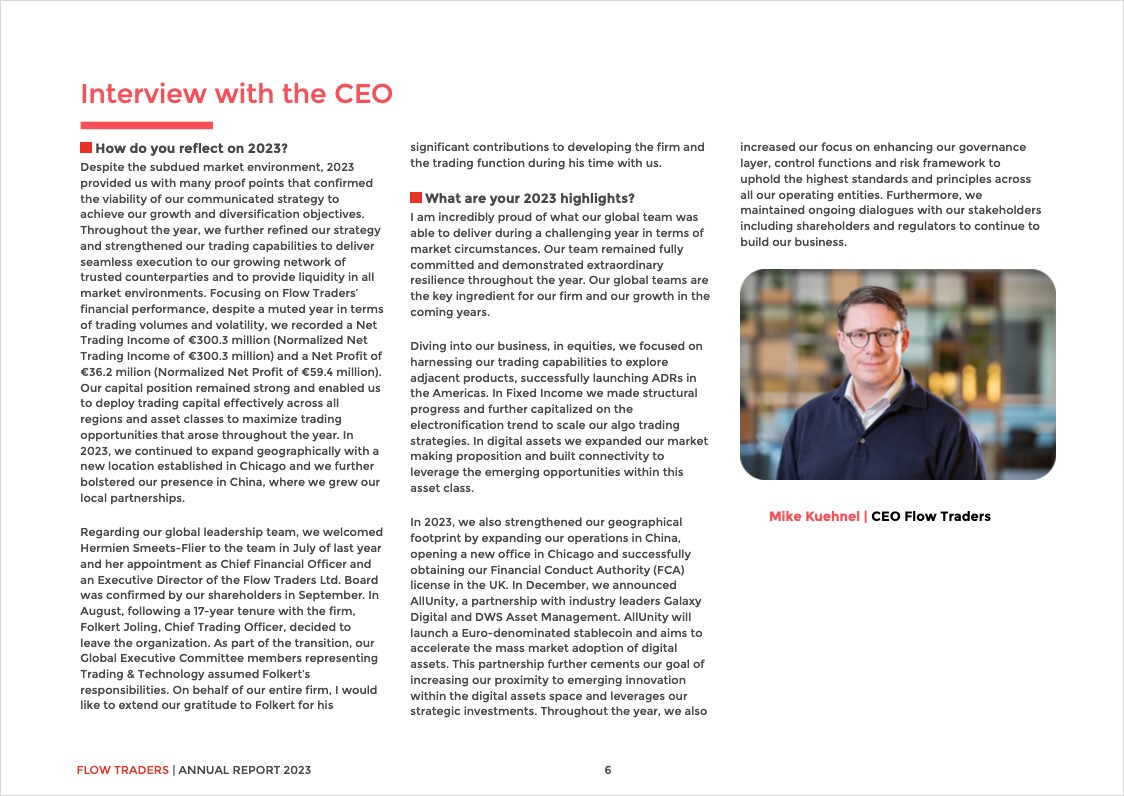 Interview with the CEO
How do you reflect on 2023?
Despite the subdued market environment, 2023
provided us with many proof points that confirmed
the viability of our communicated strategy to
achieve our growth and diversification objectives.
Throughout the year, we further refined our strategy
and strengthened our trading capabilities to deliver
seamless execution to our growing network of
trusted counterparties and to provide liquidity in all
market environments. Focusing on Flow Traders'
financial performance, despite a muted year in terms
of trading volumes and volatility, we recorded a Net
Trading Income of €300.3 million (Normalized Net
Trading Income of €300.3 million) and a Net Profit of
€36.2 milion (Normalized Net Profit of €59.4 million).
Our capital position remained strong and enabled us
to deploy trading capital effectively across all
regions and asset classes to maximize trading
opportunities that arose throughout the year. In
2023, we continued to expand geographically with a
new location established in Chicago and we further
bolstered our presence in China, where we grew our
local partnerships.
Regarding our global leadership team, we welcomed
Hermien Smeets-Flier to the team in July of last year
and her appointment as Chief Financial Officer and
an Executive Director of the Flow Traders Ltd. Board
was confirmed by our shareholders in September. In
August, following a 17-year tenure with the firm,
Folkert Joling, Chief Trading Officer, decided to
leave the organization. As part of the transition, our
Global Executive Committee members representing
Trading & Technology assumed Folkert's
responsibilities. On behalf of our entire firm, I would
like to extend our gratitude to Folkert for his
significant contributions to developing the firm and
the trading function during his time with us.
What are your 2023 highlights?
I am incredibly proud of what our global team was
able to deliver during a challenging year in terms of
market circumstances. Our team remained fully
committed and demonstrated extraordinary
resilience throughout the year. Our global teams are
the key ingredient for our firm and our growth in the
coming years.
Diving into our business, in equities, we focused on
harnessing our trading capabilities to explore
adjacent products, successfully launching ADRs in
the Americas. In Fixed Income we made structural
progress and further capitalized on the
electronification trend to scale our algo trading
strategies. In digital assets we expanded our market
making proposition and built connectivity to
leverage the emerging opportunities within this
asset class.
In 2023, we also strengthened our geographical
footprint by expanding our operations in China,
opening a new office in Chicago and successfully
obtaining our Financial Conduct Authority (FCA)
license in the UK. In December, we announced
AllUnity, a partnership with industry leaders Galaxy
Digital and DWS Asset Management. AllUnity will
launch a Euro-denominated stablecoin and aims to
accelerate the mass market adoption of digital
assets. This partnership further cements our goal of
increasing our proximity to emerging innovation
within the digital assets space and leverages our
strategic investments. Throughout the year, we also
increased our focus on enhancing our governance
layer, control functions and risk framework to
uphold the highest standards and principles across
all our operating entities. Furthermore, we
maintained ongoing dialogues with our stakeholders
including shareholders and regulators to continue to
build our business.
Mike Kuehnel | CEO Flow Traders
FLOW TRADERS | ANNUAL REPORT 2023
6